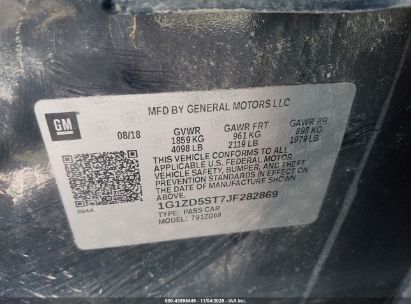 MFD BY GENERAL MOTORS LLC
GM
08/18 GVWR GAWR FRT GAWR RR
1859 KG 961 KG 898 KG
4098 LB 2119 LB 1979 LB
THIS VEHICLE CONFORMS TO ALL
APPLICABLE U.S. FEDERAL MOTOR
VEHICLE SAFETY, BUMPER, AND THEFT
PREVENTION STANDARDS IN EFFECT ON
THE DATE OF MANUFACTURE SHOWN
ABOVE.
1G1ZD5ST7JF282869
TYPE: PASS CAR
MODEL: 791ZD69